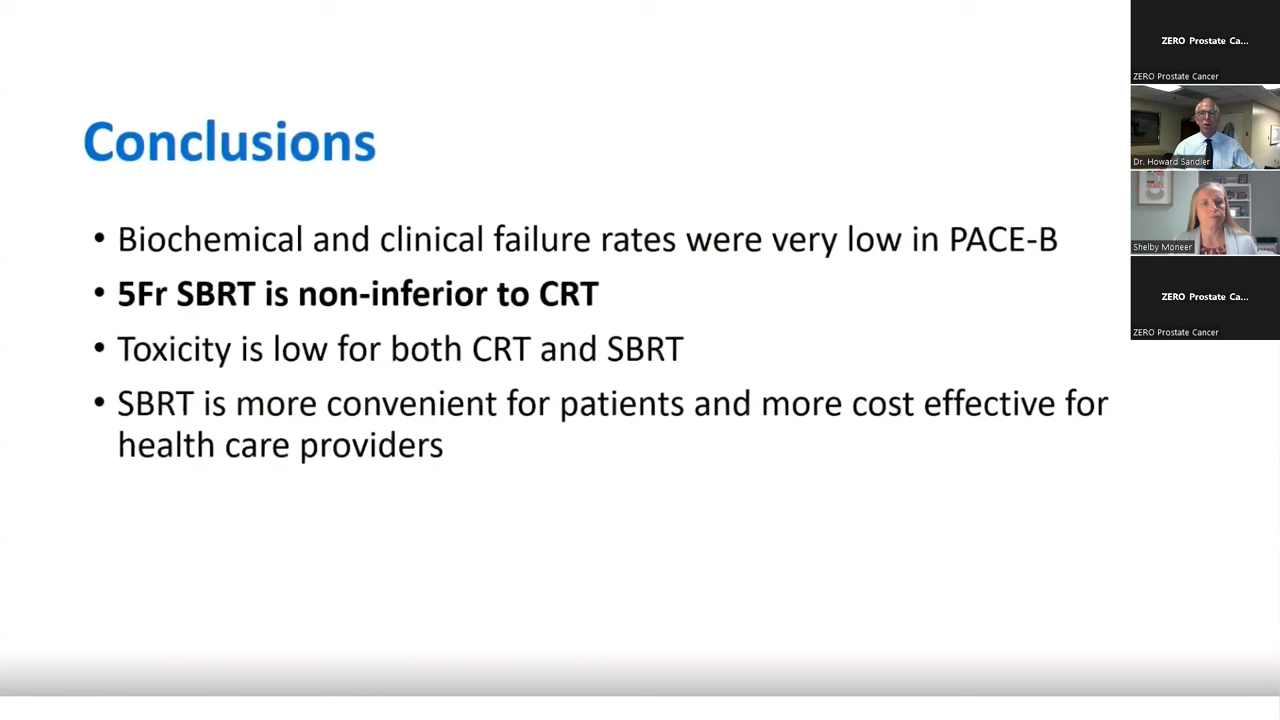 Conclusions
• Biochemical and clinical failure rates were very low in PACE-B
• 5Fr SBRT is non-inferior to CRT
• Toxicity is low for both CRT and SBRT
• SBRT is more convenient for patients and more cost effective for
health care providers
ZERO Prostate Ca...
ZERO Prostate Cancer
Dr. Howard Sandler
Shelby Moneer
ZERO Prostate Ca...
ZERO Prostate Cancer